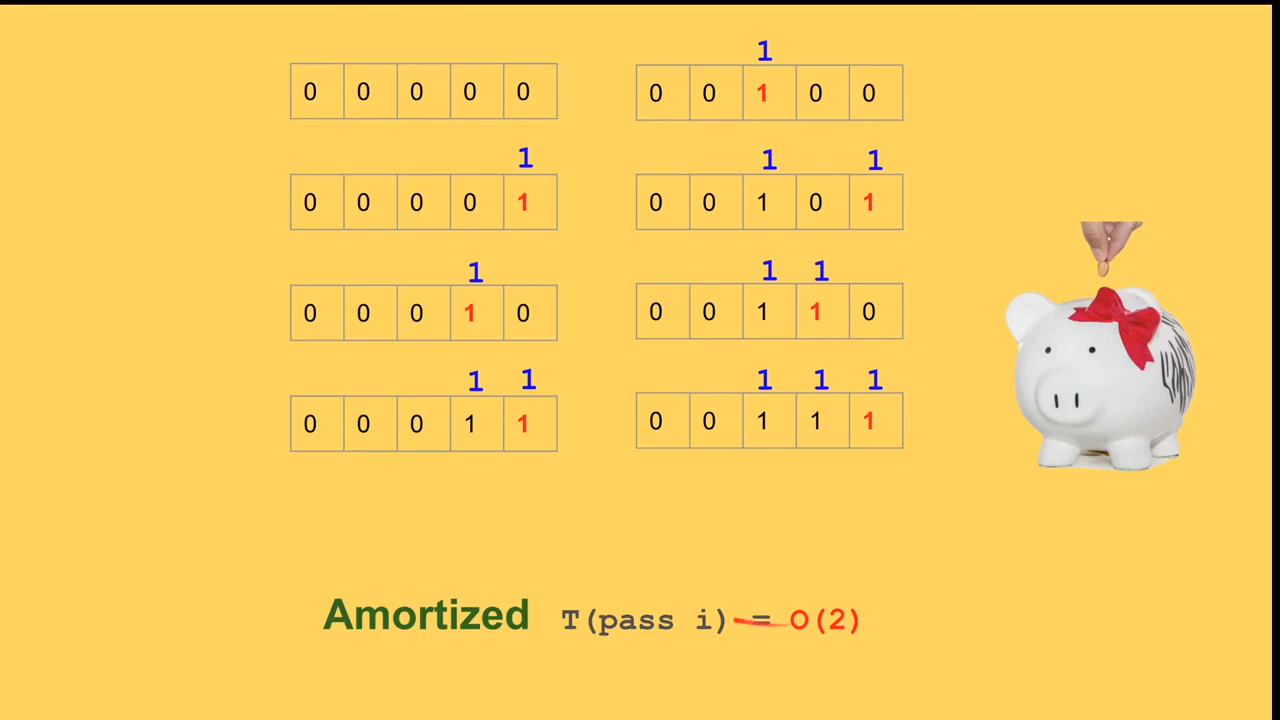 1
0 0 0 0 0
0 0 1 0 0
1
1 1
0 0 0 0 1
0 0 1 0 1
1
1 1
0 0 0 1 0
0 0 1 1 0
1 1
1 1 1
0 0 0 1 1
0 0 1 1 1
Amortized T(pass i) = O(2)